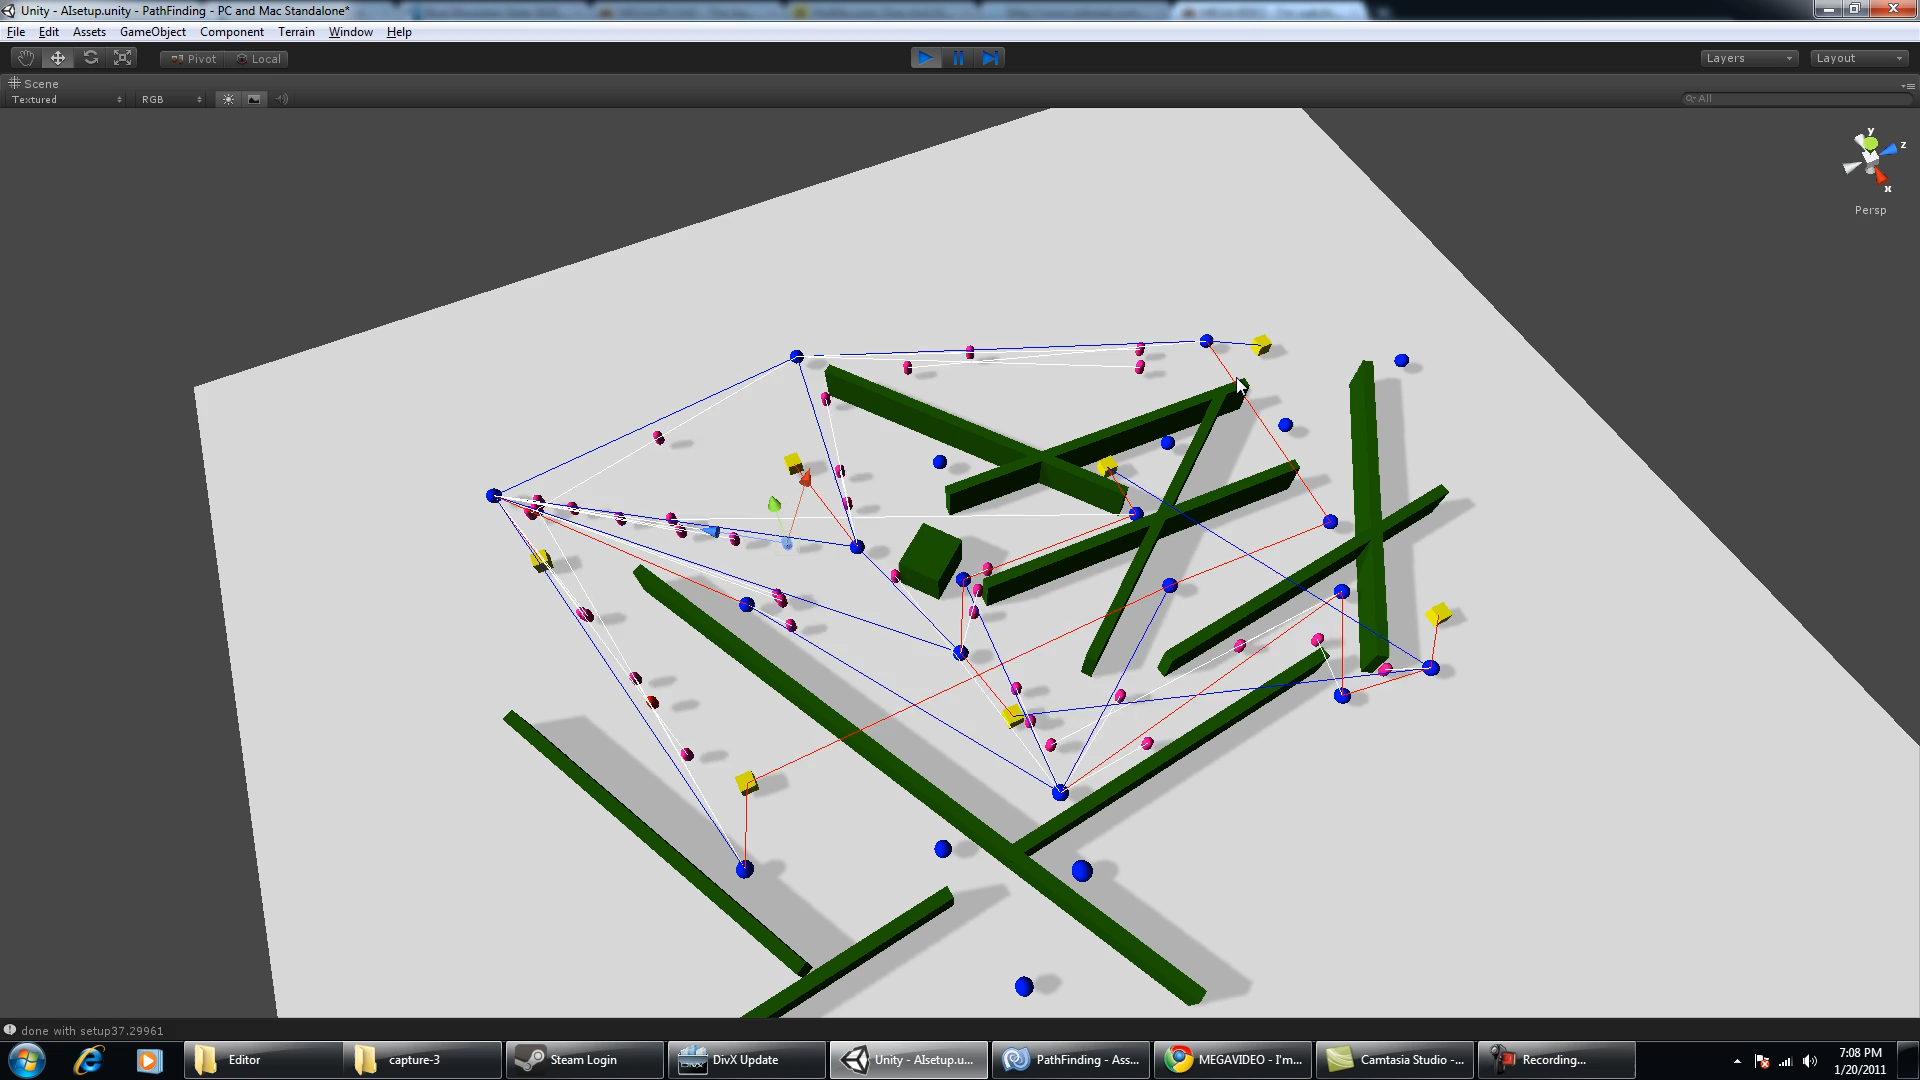 Unity - AIsetup.unity - PathFinding - PC and Mac Standalone*
File Edit Assets GameObject Component Terrain Window Help
Pivot Local Layers Layout
Scene
Textured RGB All
y
z
x
Persp
done with setup37.29961
Editor capture-3 Steam Login DivX Update Unity - AIsetup.u... PathFinding - Ass... MEGAVIDEO - I'm... Camtasia Studio -... Recording...
7:08 PM
1/20/2011